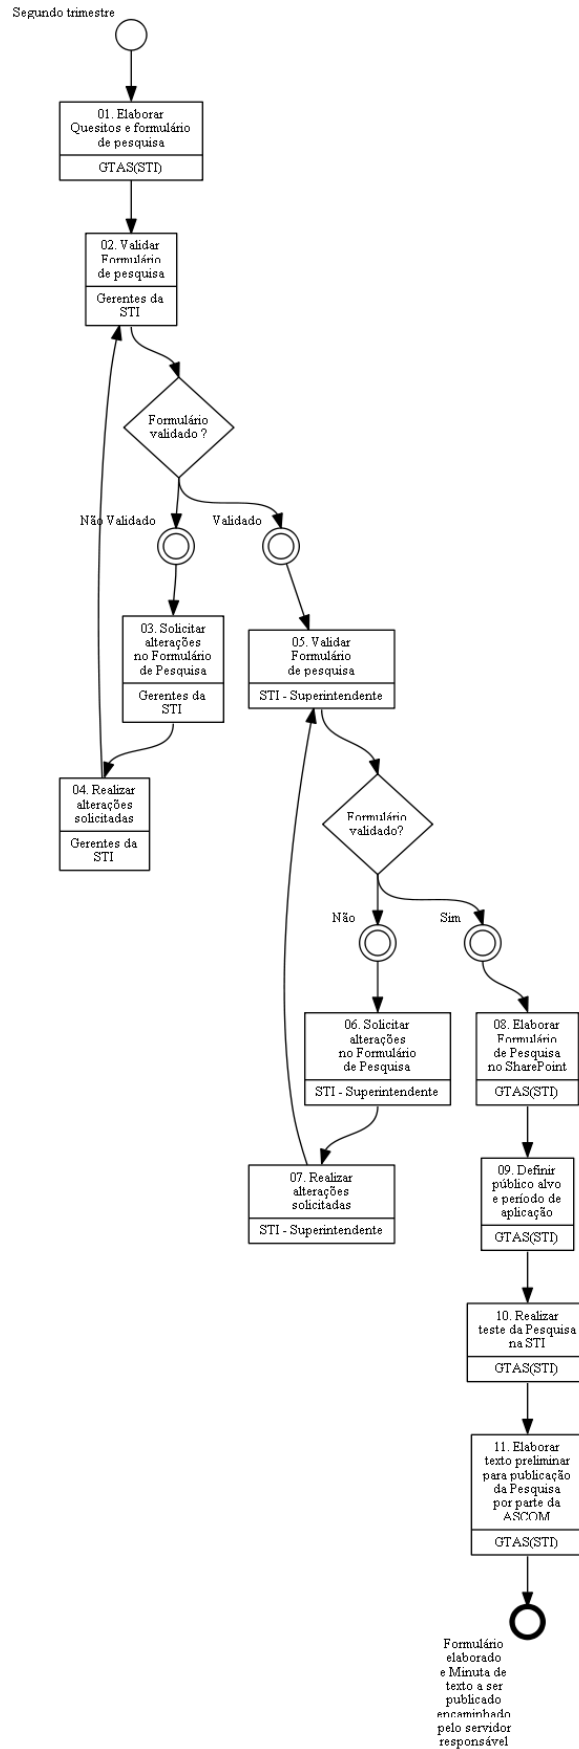 Segundo trimestre
01. Elaborar
Quesitos e formulário
de pesquisa
GTAS(STI)
02. Validar
Formulário
de pesquisa
Gerentes da
STI
Formulário
validado ?
Não Validado
Validado
03. Solicitar
alterações
no Formulário
de Pesquisa
Gerentes da
STI
05. Validar
Formulário
de pesquisa
STI - Superintendente
04. Realizar
alterações
solicitadas
Gerentes da
STI
Formulário
validado?
Não
Sim
06. Solicitar
alterações
no Formulário
de Pesquisa
STI - Superintendente
08. Elaborar
Formulário
de Pesquisa
no SharePoint
GTAS(STI)
07. Realizar
alterações
solicitadas
STI - Superintendente
09. Definir
público alvo
e período de
aplicação
GTAS(STI)
10. Realizar
teste da Pesquisa
na STI
GTAS(STI)
11. Elaborar
texto preliminar
para publicação
da Pesquisa
por parte da
ASCOM
GTAS(STI)
Formulário
elaborado
e Minuta de
texto a ser
publicado
encaminhado
pelo servidor
responsável